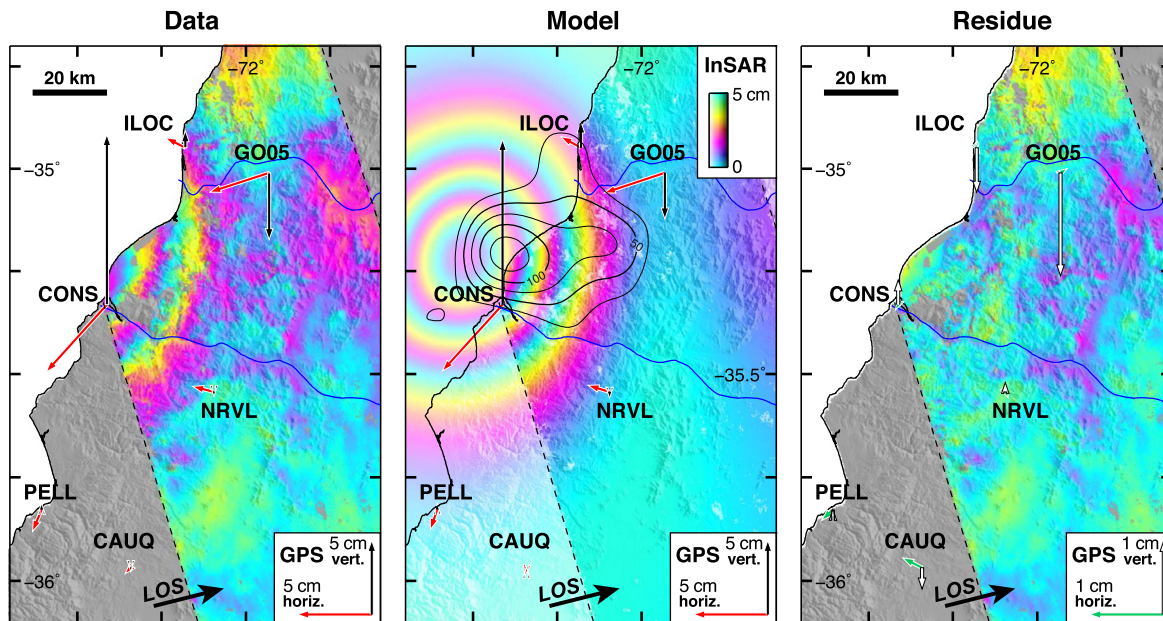 Data
20 km
−72°
ILOC
GO05
−35°
CONS
NRVL
PELL
CAUQ
−36°
LOS
5 cm
GPS vert.
5 cm
horiz.
Model
−72°
InSAR
5 cm
0
ILOC
GO05
50
100
CONS
−35.5°
NRVL
PELL
CAUQ
LOS
5 cm
GPS vert.
5 cm
horiz.
Residue
20 km
−72°
ILOC
GO05
−35°
CONS
NRVL
PELL
CAUQ
−36°
LOS
1 cm
GPS vert.
1 cm
horiz.